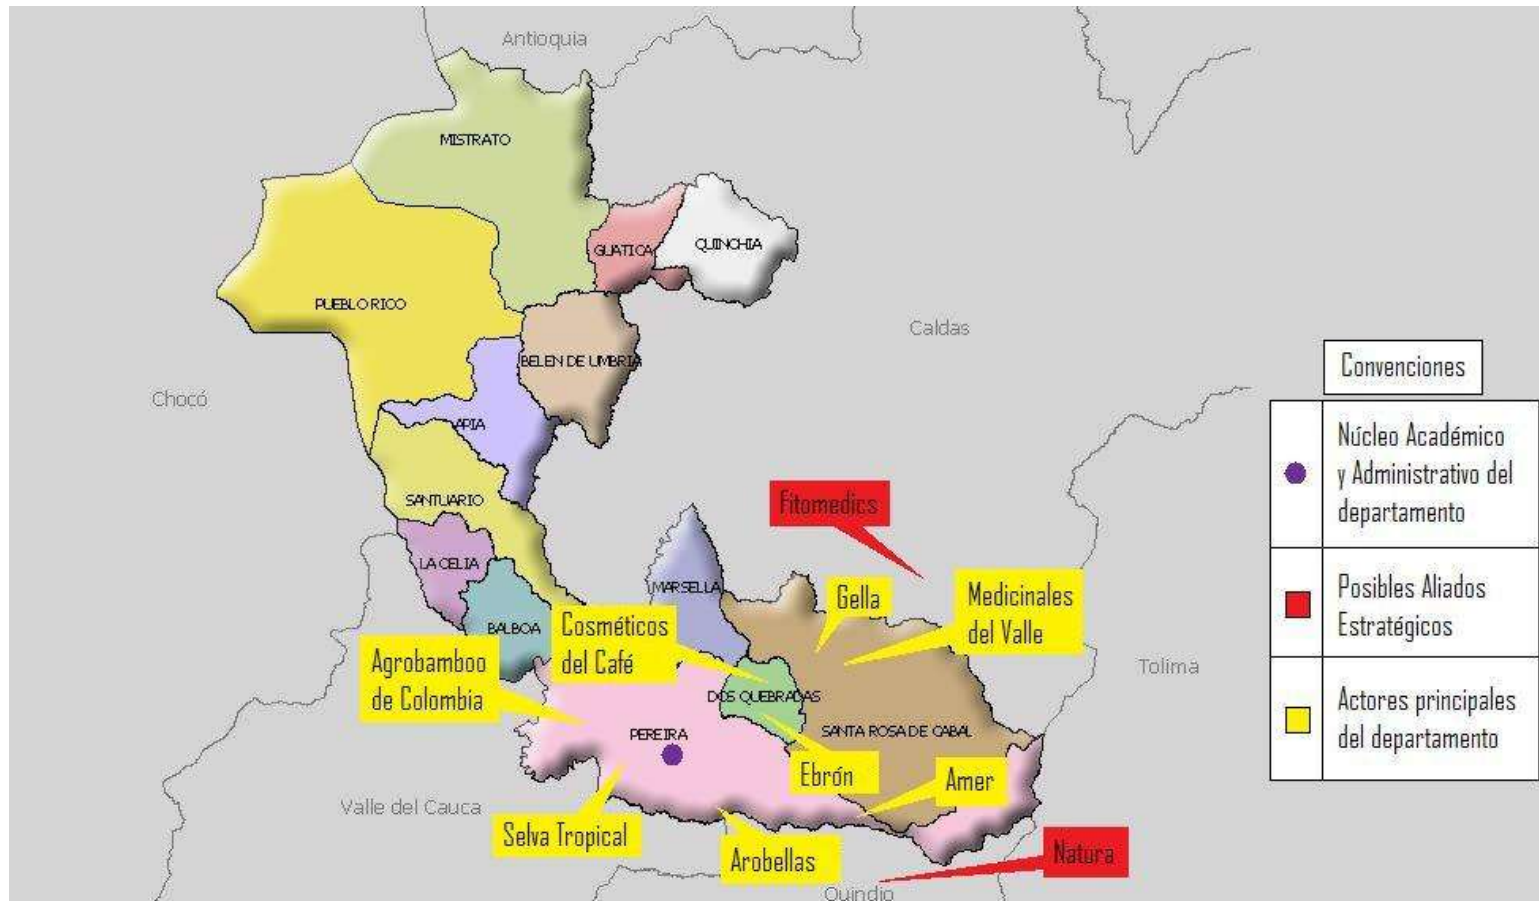 Antioquia
MISTRATO
GUATICA
QUINCHIA
PUEBLO RICO
Caldas
BELEN DE UMBRIA
Chocó
APIA
SANTUARIO
LA CELIA
BALBOA
MARSELLA
Fitomedics
Gella
Medicinales
del Valle
Cosméticos
del Café
Agrobamboo
de Colombia
Tolima
DOS QUEBRADAS
PEREIRA
SANTA ROSA DE CABAL
Ebrón
Amer
Valle del Cauca
Selva Tropical
Arobellas
Natura
Quindio
Convenciones
Núcleo Académico
y Administrativo del
departamento
Posibles Aliados
Estratégicos
Actores principales
del departamento